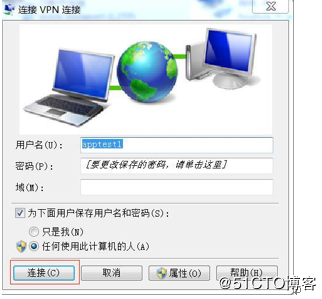 连接 VPN 连接
用户名(U):
apptest1
密码(P):
[要更改保存的密码，请单击这里]
域(M):
为下面用户保存用户名和密码(S):
只是我(N)
任何使用此计算机的人(A)
连接(C) 取消 属性(O) 帮助(H)
@51CTO博客